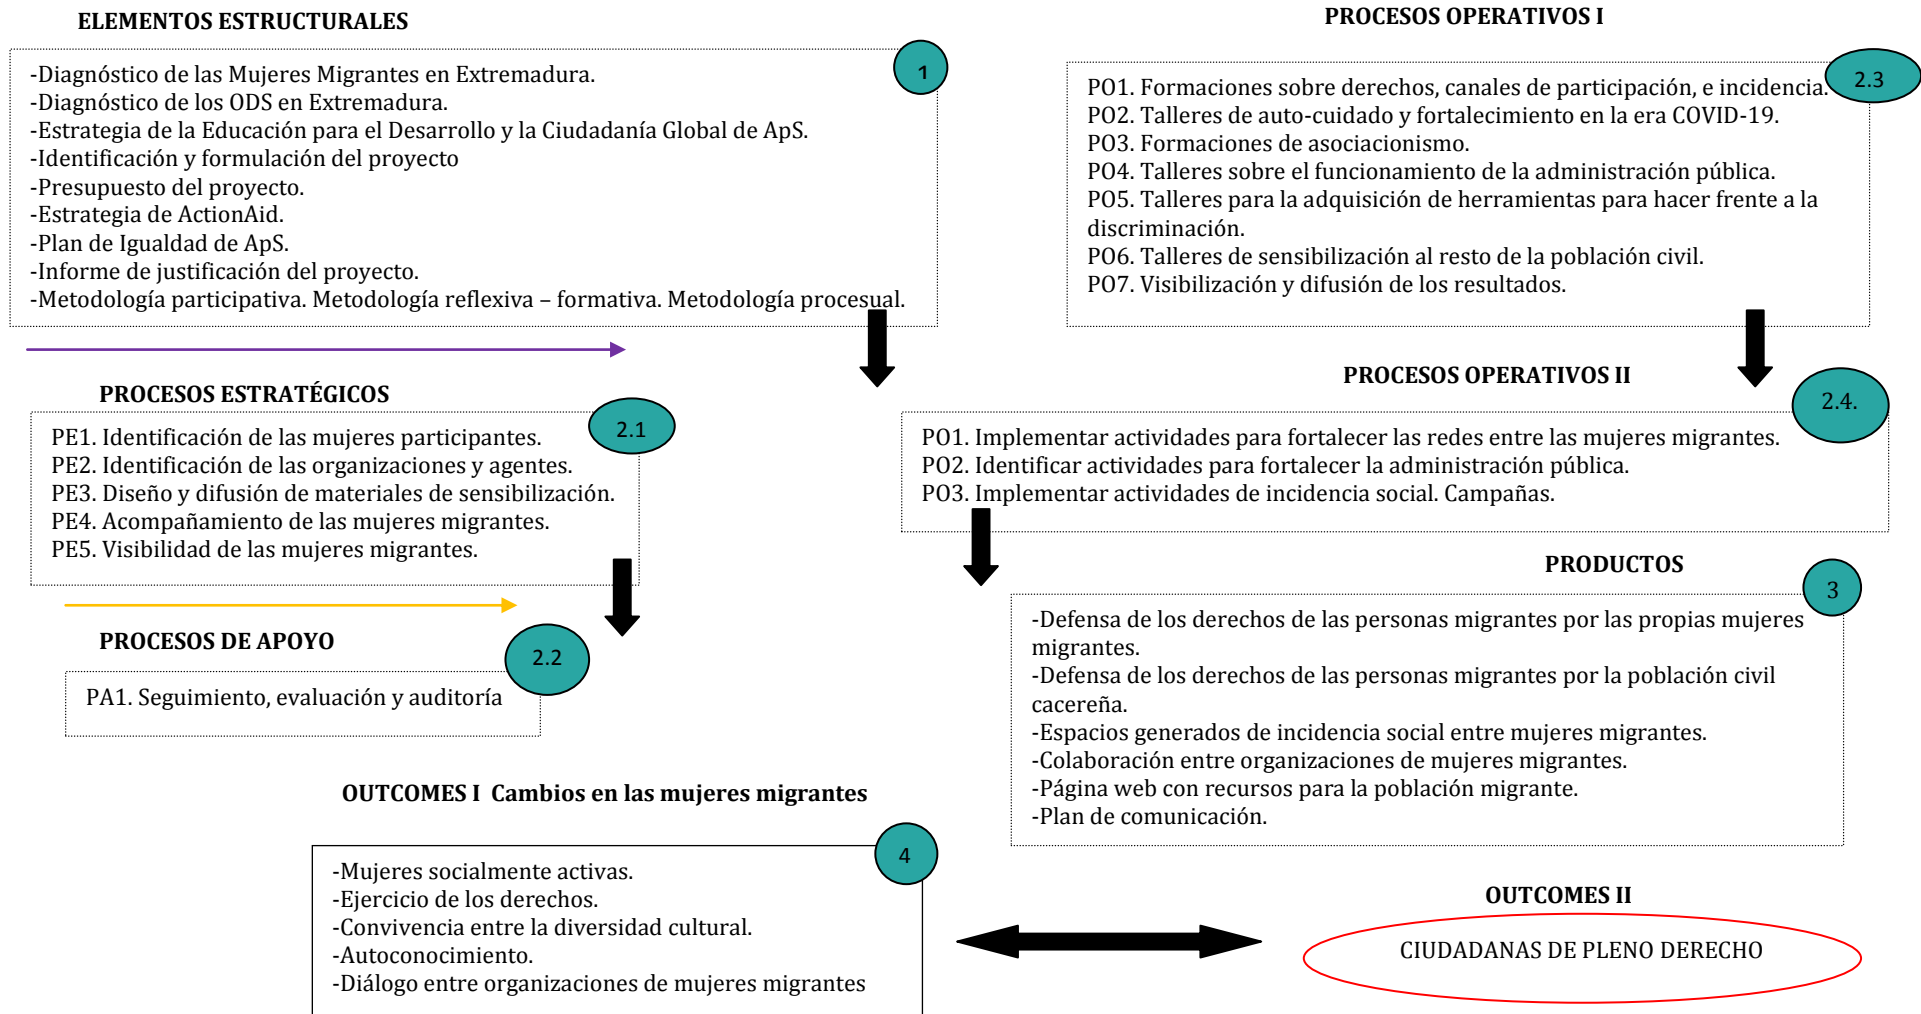 ELEMENTOS ESTRUCTURALES
1
-Diagnóstico de las Mujeres Migrantes en Extremadura.
-Diagnóstico de los ODS en Extremadura.
-Estrategia de la Educación para el Desarrollo y la Ciudadanía Global de ApS.
-Identificación y formulación del proyecto
-Presupuesto del proyecto.
-Estrategia de ActionAid.
-Plan de Igualdad de ApS.
-Informe de justificación del proyecto.
-Metodología participativa. Metodología reflexiva – formativa. Metodología procesual.
PROCESOS ESTRATÉGICOS
2.1
PE1. Identificación de las mujeres participantes.
PE2. Identificación de las organizaciones y agentes.
PE3. Diseño y difusión de materiales de sensibilización.
PE4. Acompañamiento de las mujeres migrantes.
PE5. Visibilidad de las mujeres migrantes.
PROCESOS DE APOYO
2.2
PA1. Seguimiento, evaluación y auditoría
PROCESOS OPERATIVOS I
2.3
PO1. Formaciones sobre derechos, canales de participación, e incidencia.
PO2. Talleres de auto-cuidado y fortalecimiento en la era COVID-19.
PO3. Formaciones de asociacionismo.
PO4. Talleres sobre el funcionamiento de la administración pública.
PO5. Talleres para la adquisición de herramientas para hacer frente a la
discriminación.
PO6. Talleres de sensibilización al resto de la población civil.
PO7. Visibilización y difusión de los resultados.
PROCESOS OPERATIVOS II
2.4.
PO1. Implementar actividades para fortalecer las redes entre las mujeres migrantes.
PO2. Identificar actividades para fortalecer la administración pública.
PO3. Implementar actividades de incidencia social. Campañas.
PRODUCTOS
3
-Defensa de los derechos de las personas migrantes por las propias mujeres
migrantes.
-Defensa de los derechos de las personas migrantes por la población civil
cacereña.
-Espacios generados de incidencia social entre mujeres migrantes.
-Colaboración entre organizaciones de mujeres migrantes.
-Página web con recursos para la población migrante.
-Plan de comunicación.
OUTCOMES I Cambios en las mujeres migrantes
4
-Mujeres socialmente activas.
-Ejercicio de los derechos.
-Convivencia entre la diversidad cultural.
-Autoconocimiento.
-Diálogo entre organizaciones de mujeres migrantes
OUTCOMES II
CIUDADANAS DE PLENO DERECHO